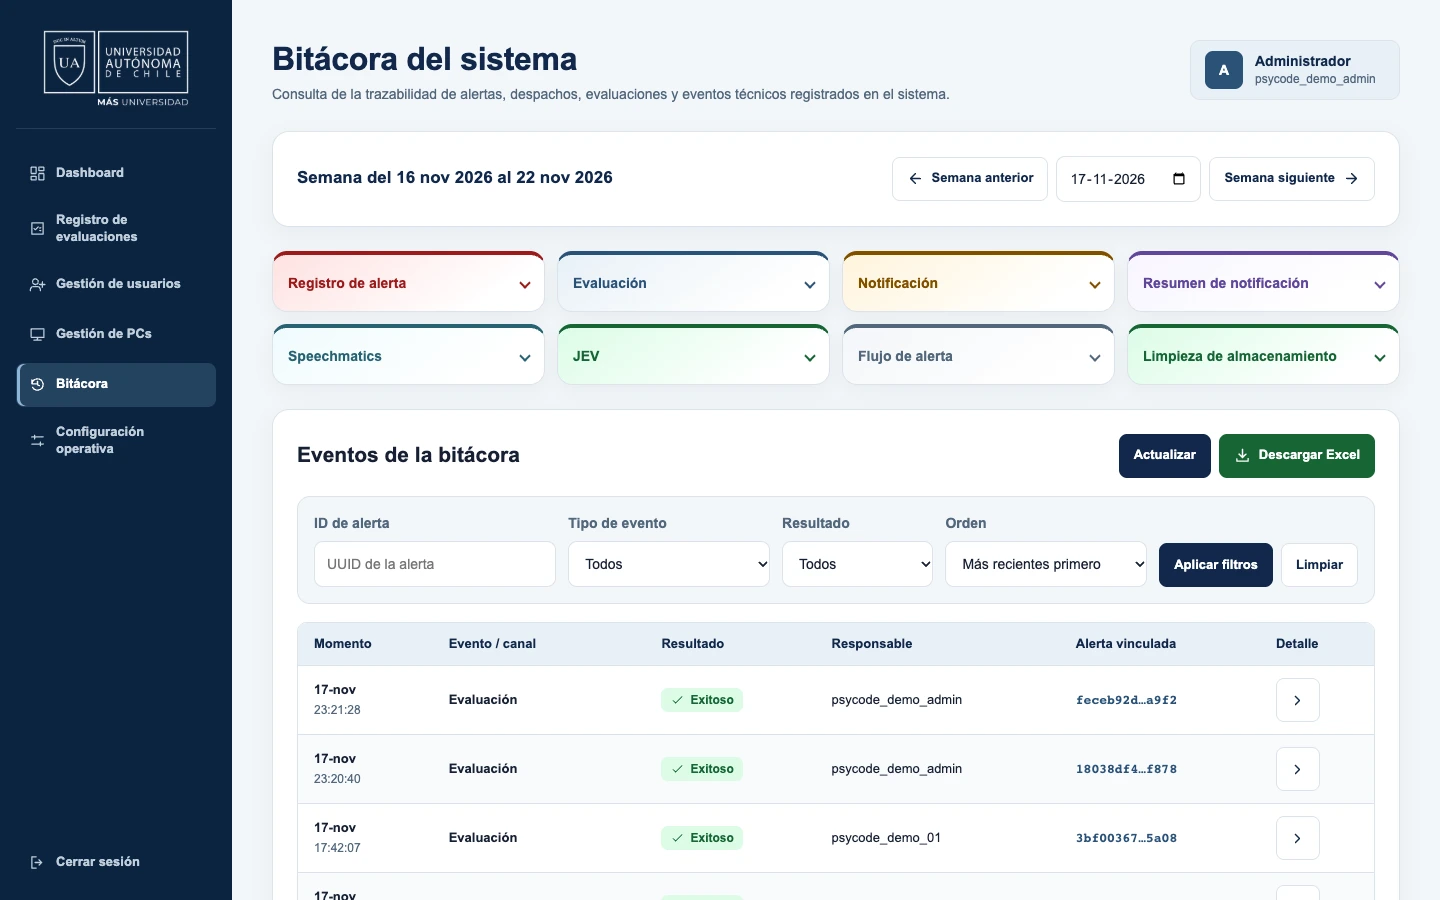 UA
UNIVERSIDAD
AUTÓNOMA
DE CHILE
MÁS UNIVERSIDAD
Dashboard
Registro de
evaluaciones
Gestión de usuarios
Gestión de PCs
Bitácora
Configuración
operativa
Cerrar sesión
Bitácora del sistema
Consulta de la trazabilidad de alertas, despachos, evaluaciones y eventos técnicos registrados en el sistema.
A
Administrador
psycode_demo_admin
Semana del 16 nov 2026 al 22 nov 2026
Semana anterior
17-11-2026
Semana siguiente
Registro de alerta
Evaluación
Notificación
Resumen de notificación
Speechmatics
JEV
Flujo de alerta
Limpieza de almacenamiento
Eventos de la bitácora
Actualizar
Descargar Excel
ID de alerta
Tipo de evento
Resultado
Orden
UUID de la alerta
Todos
Todos
Más recientes primero
Aplicar filtros
Limpiar
Momento Evento / canal Resultado Responsable Alerta vinculada Detalle
17-nov
23:21:28
Evaluación
Exitoso
psycode_demo_admin
feceb92d…a9f2
17-nov
23:20:40
Evaluación
Exitoso
psycode_demo_admin
18038df4…f878
17-nov
17:42:07
Evaluación
Exitoso
psycode_demo_01
3bf00367…5a08
17-nov